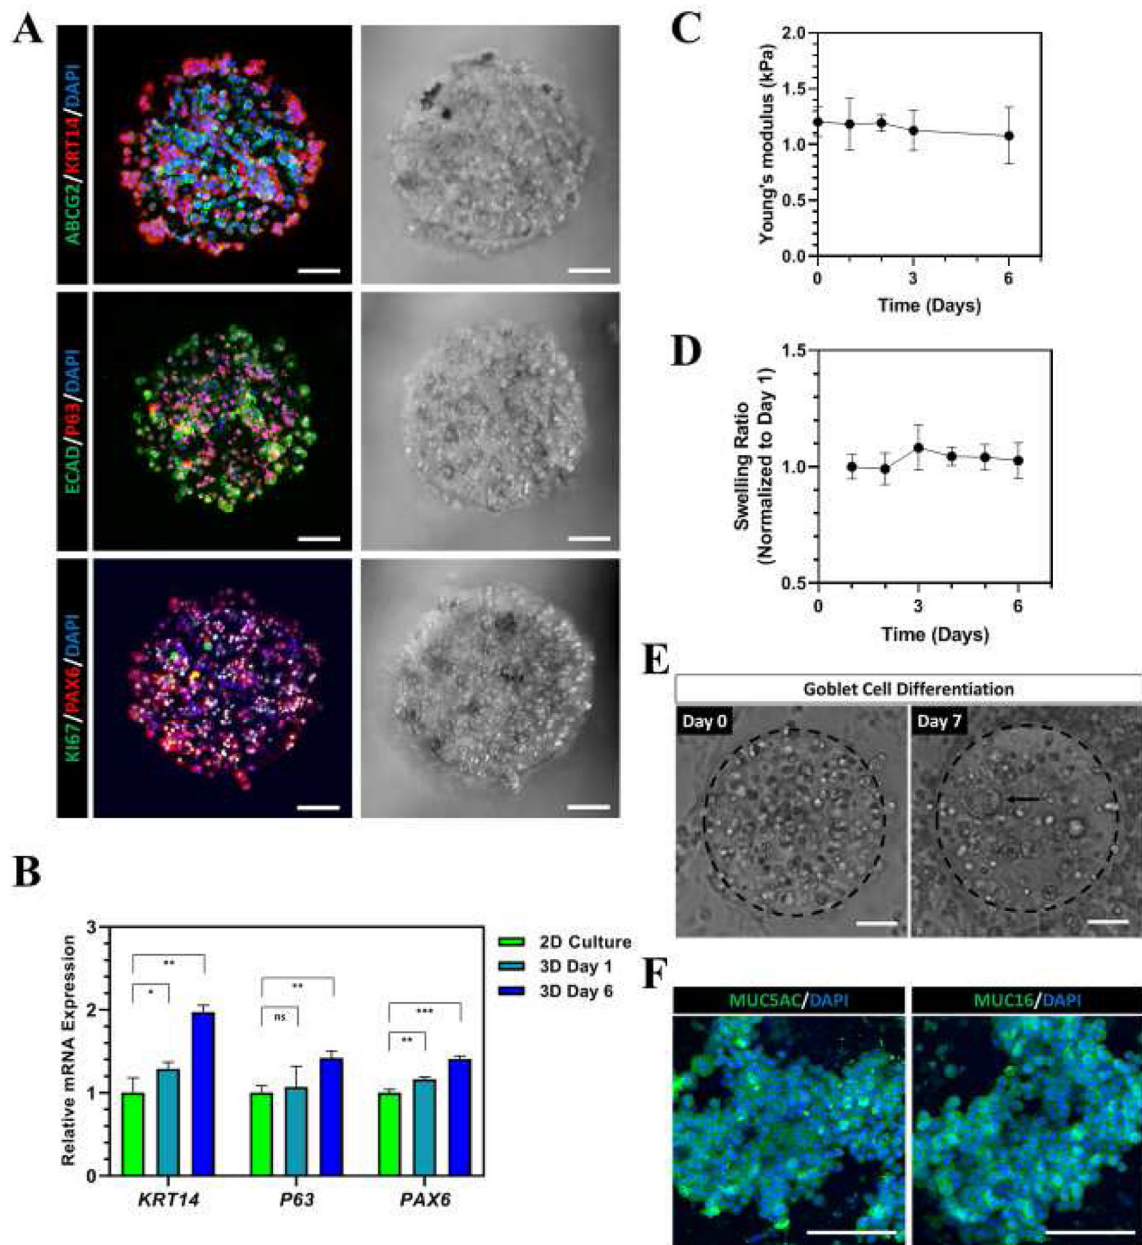 A
ABCG2/KRT14/DAPI
ECAD/P63/DAPI
KI67/PAX6/DAPI
B
Relative mRNA Expression
3
2
1
0
**
*
**
ns
***
**
KRT14
P63
PAX6
2D Culture
3D Day 1
3D Day 6
C
Young's modulus (kPa)
2.0
1.5
1.0
0.5
0.0
0
3
6
Time (Days)
D
Swelling Ratio
(Normalized to Day 1)
1.5
1.0
0.5
0
3
6
Time (Days)
E
Goblet Cell Differentiation
Day 0
Day 7
F
MUC5AC/DAPI
MUC16/DAPI